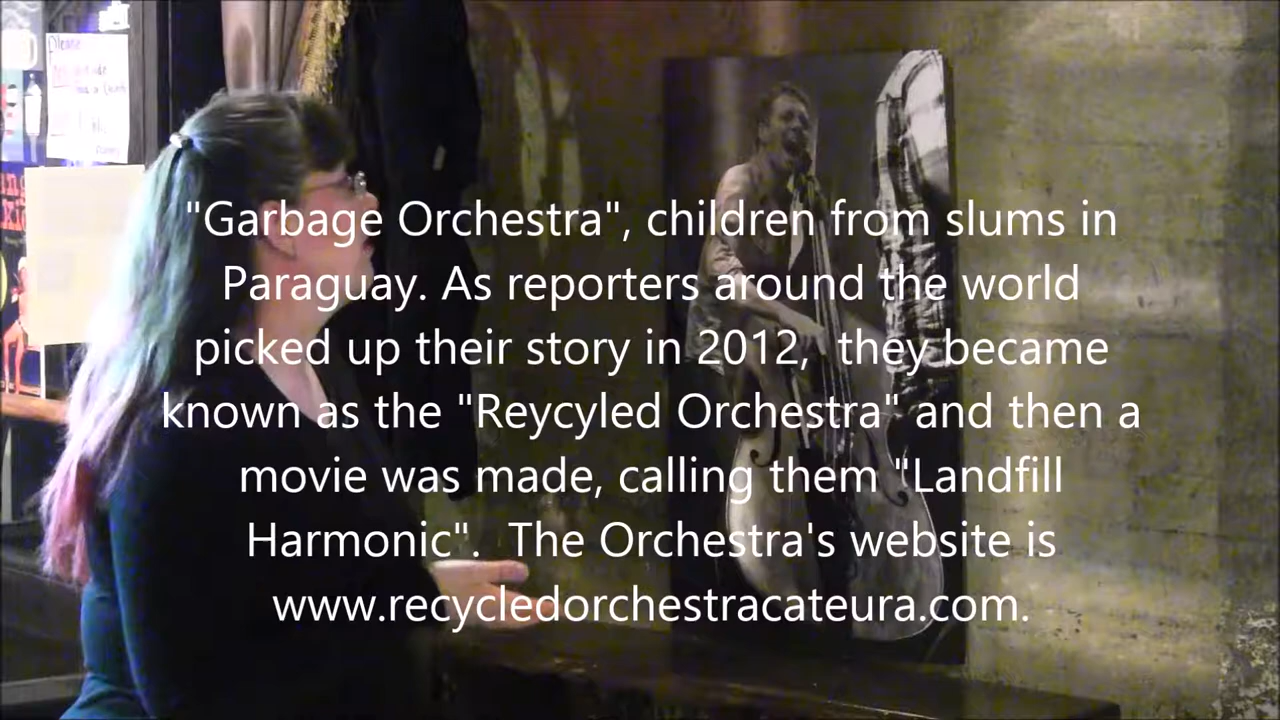 Please
"Garbage Orchestra", children from slums in
Paraguay. As reporters around the world
picked up their story in 2012,  they became
known as the "Reycyled Orchestra" and then a
movie was made, calling them "Landfill
Harmonic".  The Orchestra's website is
www.recycledorchestracateura.com.